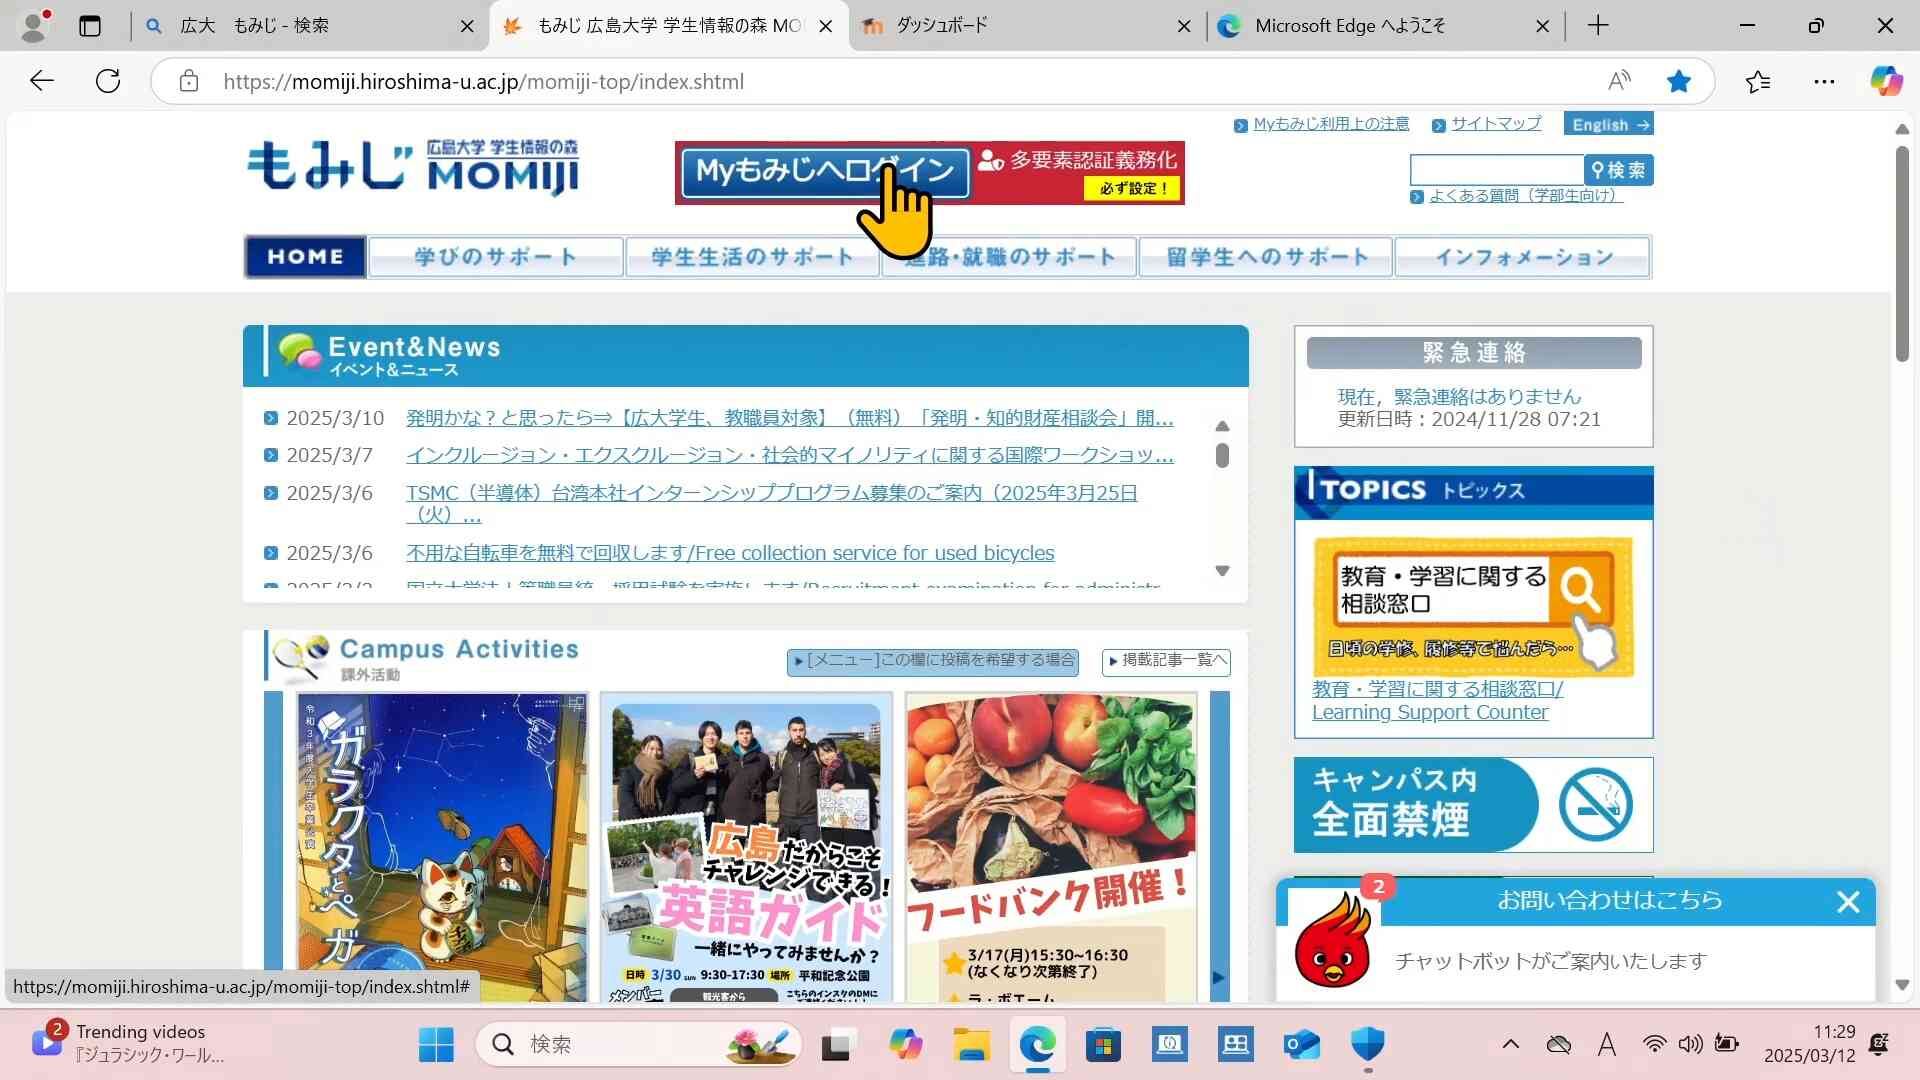 広大 もみじ - 検索
もみじ 広島大学 学生情報の森 MO
ダッシュボード
Microsoft Edge へようこそ
https://momiji.hiroshima-u.ac.jp/momiji-top/index.shtml
Myもみじ利用上の注意
サイトマップ
English →
もみじ
広島大学 学生情報の森
MOMIJI
Myもみじへログイン
多要素認証義務化
必ず設定！
検索
よくある質問（学部生向け）
HOME
学びのサポート
学生生活のサポート
進路・就職のサポート
留学生へのサポート
インフォメーション
Event&News
イベント&ニュース
2025/3/10 発明かな？と思ったら⇒【広大学生、教職員対象】（無料）「発明・知的財産相談会」開...
2025/3/7 インクルージョン・エクスクルージョン・社会的マイノリティに関する国際ワークショッ...
2025/3/6 TSMC（半導体）台湾本社インターンシッププログラム募集のご案内（2025年3月25日
（火）...
2025/3/6 不用な自転車を無料で回収します/Free collection service for used bicycles
緊急連絡
現在，緊急連絡はありません
更新日時：2024/11/28 07:21
TOPICS トピックス
教育・学習に関する
相談窓口
日頃の学修、履修等で悩んだら…
教育・学習に関する相談窓口/
Learning Support Counter
キャンパス内
全面禁煙
Campus Activities
課外活動
[メニュー]この欄に投稿を希望する場合
掲載記事一覧へ
ガラクタとペガ
広島だからこそ
チャレンジできる！
英語ガイド
一緒にやってみませんか？
日時 3/30 SUN 9:30-17:30 場所 平和記念公園
メンバー
観光客から
こちらのインスタのDMに
フードバンク開催！
3/17(月)15:30~16:30
(なくなり次第終了)
ラ・ボエーム
2
お問い合わせはこちら
チャットボットがご案内いたします
https://momiji.hiroshima-u.ac.jp/momiji-top/index.shtml#
2
Trending videos
『ジュラシック・ワール...
検索
A
11:29
2025/03/12